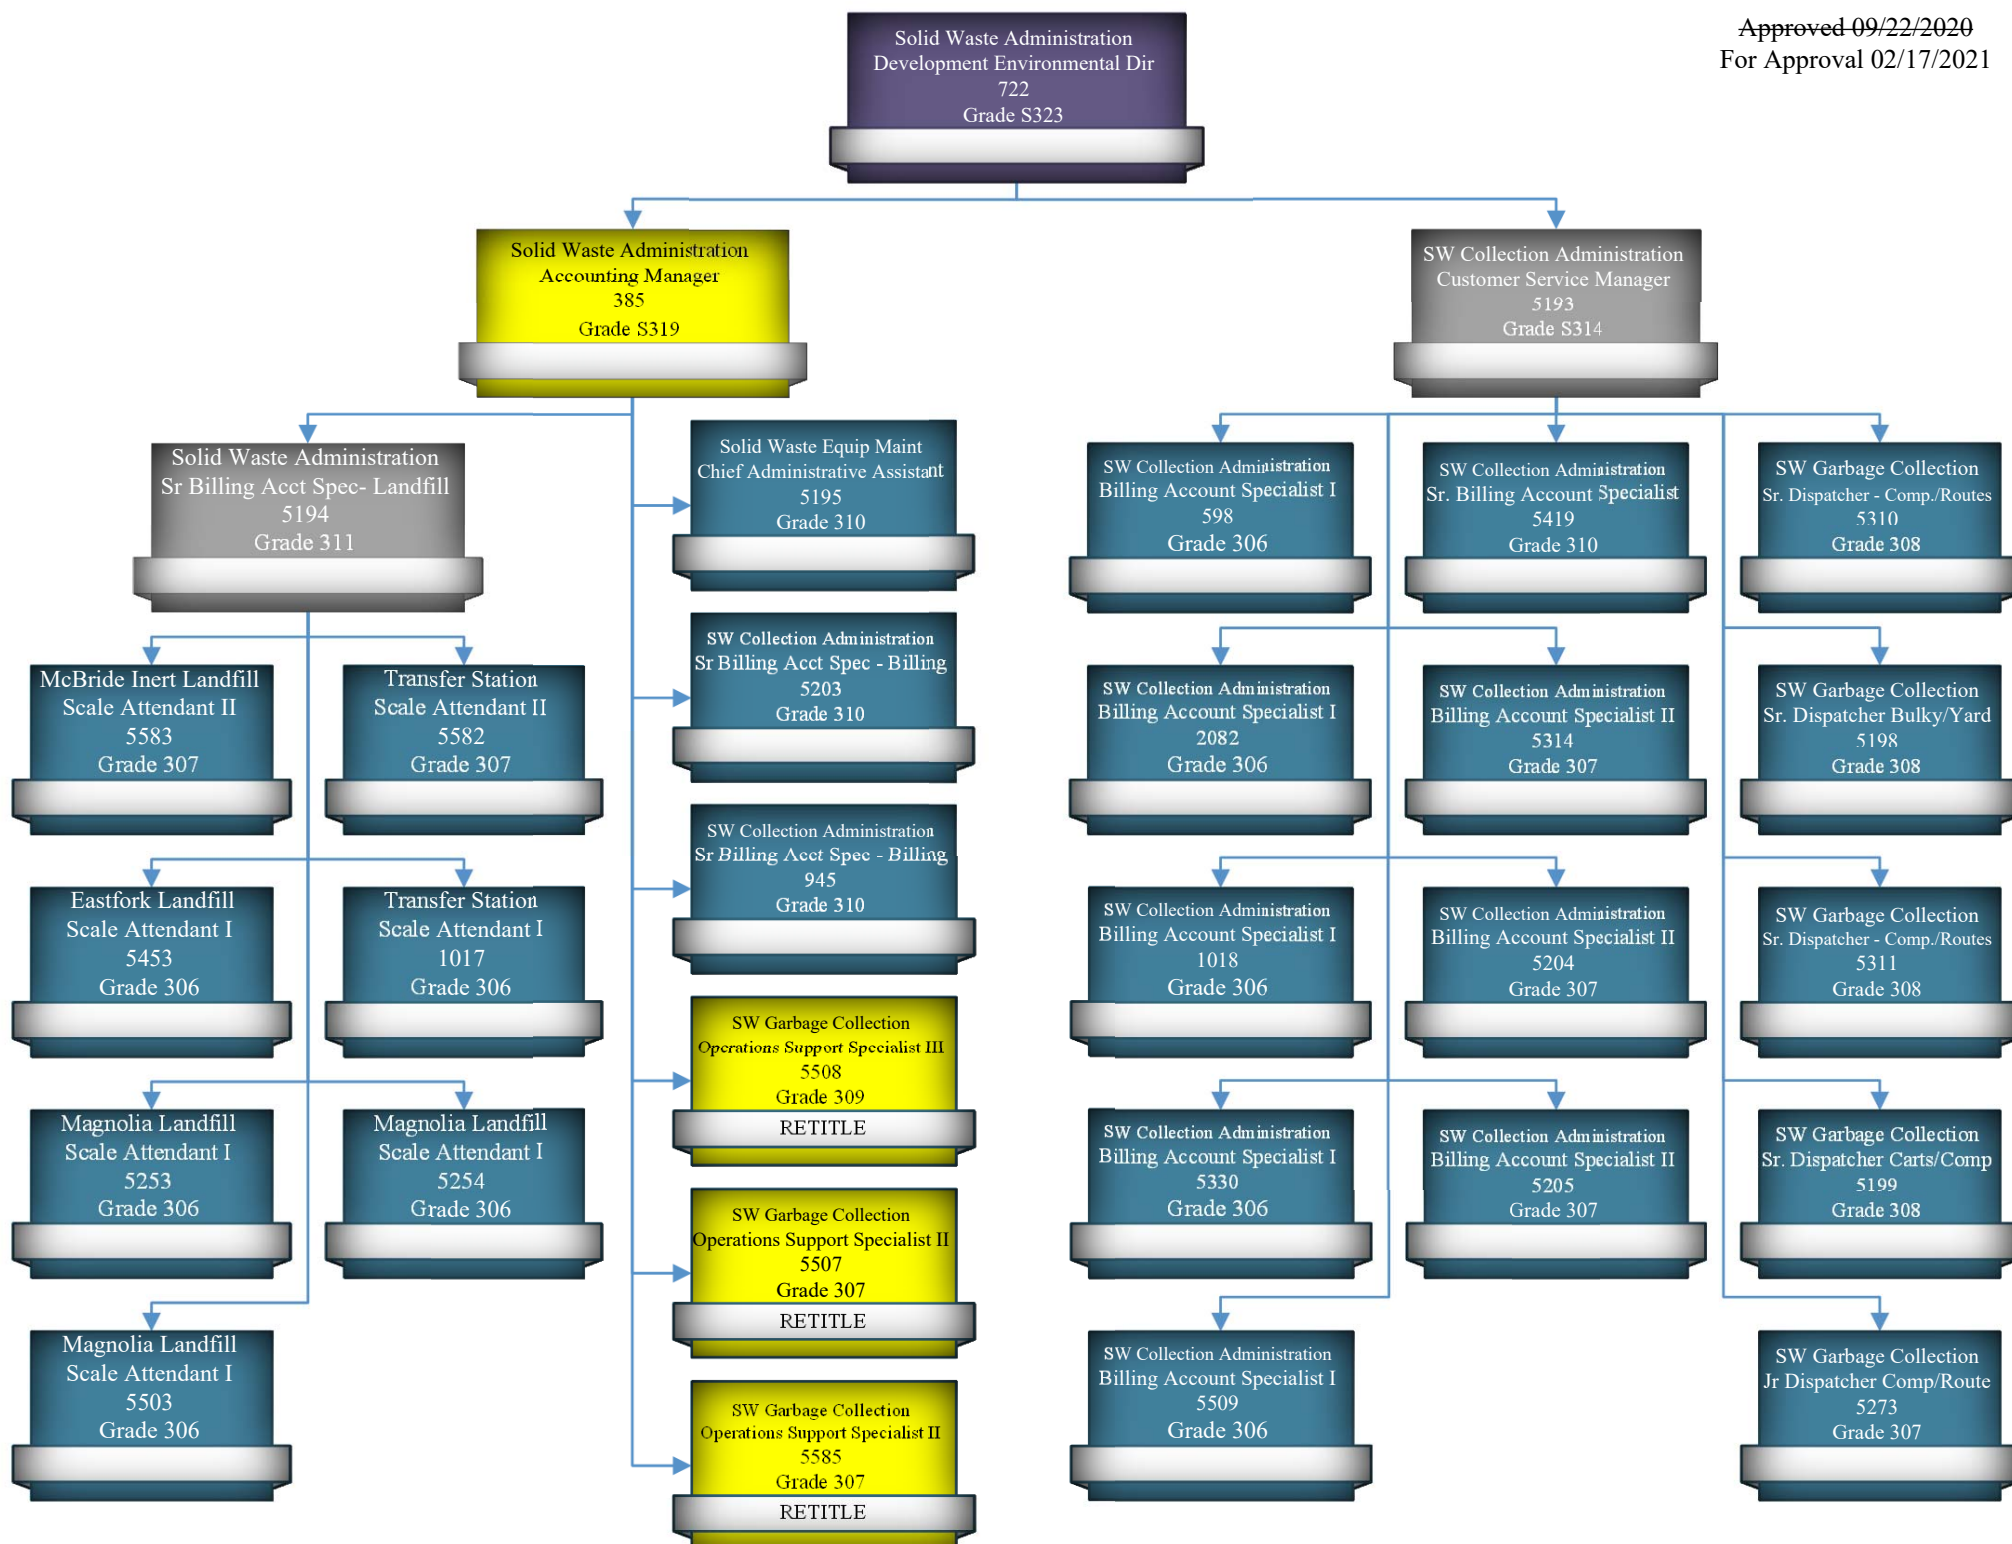 Approved 09/22/2020
For Approval 02/17/2021
Solid Waste Administration
Development Environmental Dir
722
Grade S323
Solid Waste Administration
Accounting Manager
385
Grade S319
SW Collection Administration
Customer Service Manager
5193
Grade S314
Solid Waste Administration
Sr Billing Acct Spec- Landfill
5194
Grade 311
McBride Inert Landfill
Scale Attendant II
5583
Grade 307
Transfer Station
Scale Attendant II
5582
Grade 307
Eastfork Landfill
Scale Attendant I
5453
Grade 306
Transfer Station
Scale Attendant I
1017
Grade 306
Magnolia Landfill
Scale Attendant I
5253
Grade 306
Magnolia Landfill
Scale Attendant I
5254
Grade 306
Magnolia Landfill
Scale Attendant I
5503
Grade 306
Solid Waste Equip Maint
Chief Administrative Assistant
5195
Grade 310
SW Collection Administration
Sr Billing Acct Spec - Billing
5203
Grade 310
SW Collection Administration
Sr Billing Acct Spec - Billing
945
Grade 310
SW Garbage Collection
Operations Support Specialist III
5508
Grade 309
RETITLE
SW Garbage Collection
Operations Support Specialist II
5507
Grade 307
RETITLE
SW Garbage Collection
Operations Support Specialist II
5585
Grade 307
RETITLE
SW Collection Administration
Billing Account Specialist I
598
Grade 306
SW Collection Administration
Sr. Billing Account Specialist
5419
Grade 310
SW Garbage Collection
Sr. Dispatcher - Comp./Routes
5310
Grade 308
SW Collection Administration
Billing Account Specialist I
2082
Grade 306
SW Collection Administration
Billing Account Specialist II
5314
Grade 307
SW Garbage Collection
Sr. Dispatcher Bulky/Yard
5198
Grade 308
SW Collection Administration
Billing Account Specialist I
1018
Grade 306
SW Collection Administration
Billing Account Specialist II
5204
Grade 307
SW Garbage Collection
Sr. Dispatcher - Comp./Routes
5311
Grade 308
SW Collection Administration
Billing Account Specialist I
5330
Grade 306
SW Collection Administration
Billing Account Specialist II
5205
Grade 307
SW Garbage Collection
Sr. Dispatcher Carts/Comp
5199
Grade 308
SW Collection Administration
Billing Account Specialist I
5509
Grade 306
SW Garbage Collection
Jr Dispatcher Comp/Route
5273
Grade 307